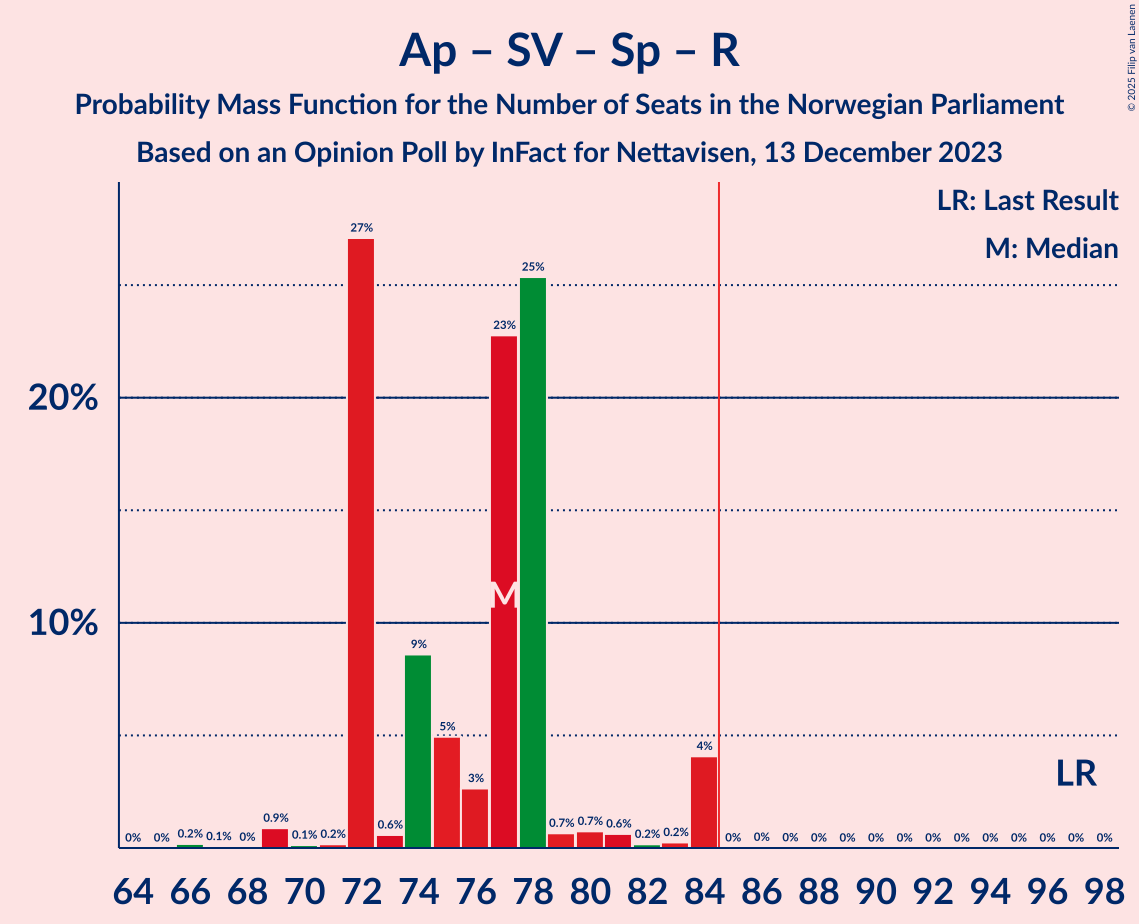 Ap – SV – Sp – R
Probability Mass Function for the Number of Seats in the Norwegian Parliament
Based on an Opinion Poll by InFact for Nettavisen, 13 December 2023
© 2025 Filip van Laenen
LR: Last Result
M: Median
27%
25%
23%
20%
10%
9%
5%
4%
3%
M
LR
0% 0% 0.2% 0.1% 0% 0.9% 0.1% 0.2% 0.6% 0.7% 0.7% 0.6% 0.2% 0.2% 0% 0% 0% 0% 0% 0% 0% 0% 0% 0% 0% 0% 0% 0%
64 66 68 70 72 74 76 78 80 82 84 86 88 90 92 94 96 98